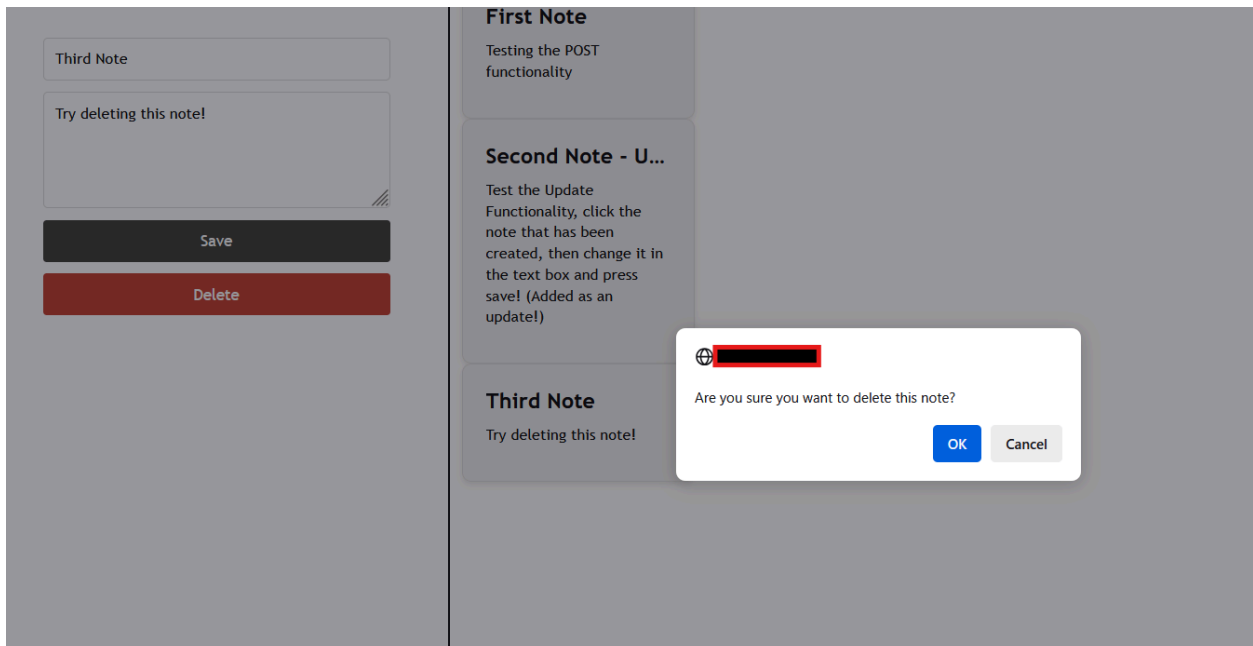 Third Note
Try deleting this note!
Save
Delete
First Note
Testing the POST
functionality
Second Note - U...
Test the Update
Functionality, click the
note that has been
created, then change it in
the text box and press
save! (Added as an
update!)
Third Note
Try deleting this note!
Are you sure you want to delete this note?
OK
Cancel